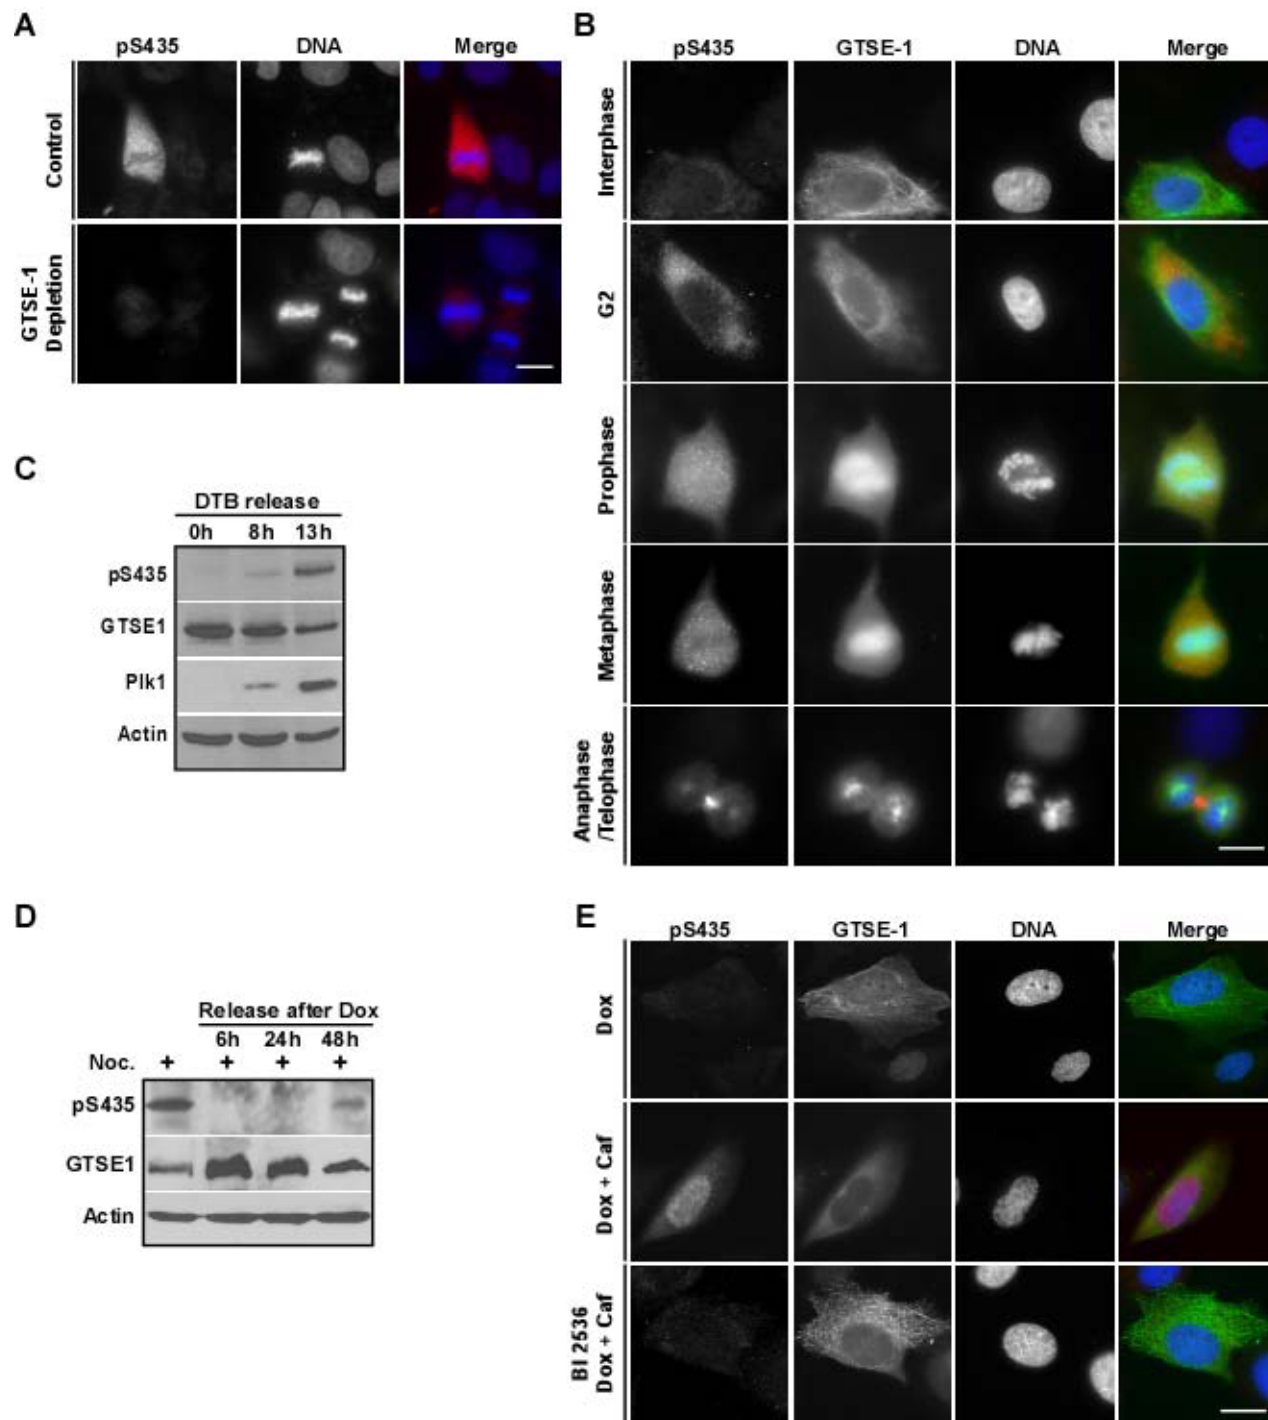 A
pS435 DNA Merge
Control
GTSE-1
Depletion
B
pS435 GTSE-1 DNA Merge
Interphase
G2
Prophase
Metaphase
Anaphase
/Telophase
C
DTB release
0h 8h 13h
pS435
GTSE1
Plk1
Actin
D
Release after Dox
6h 24h 48h
Noc. + + + +
pS435
GTSE1
Actin
E
pS435 GTSE-1 DNA Merge
Dox
Dox + Caf
BI 2536
Dox + Caf